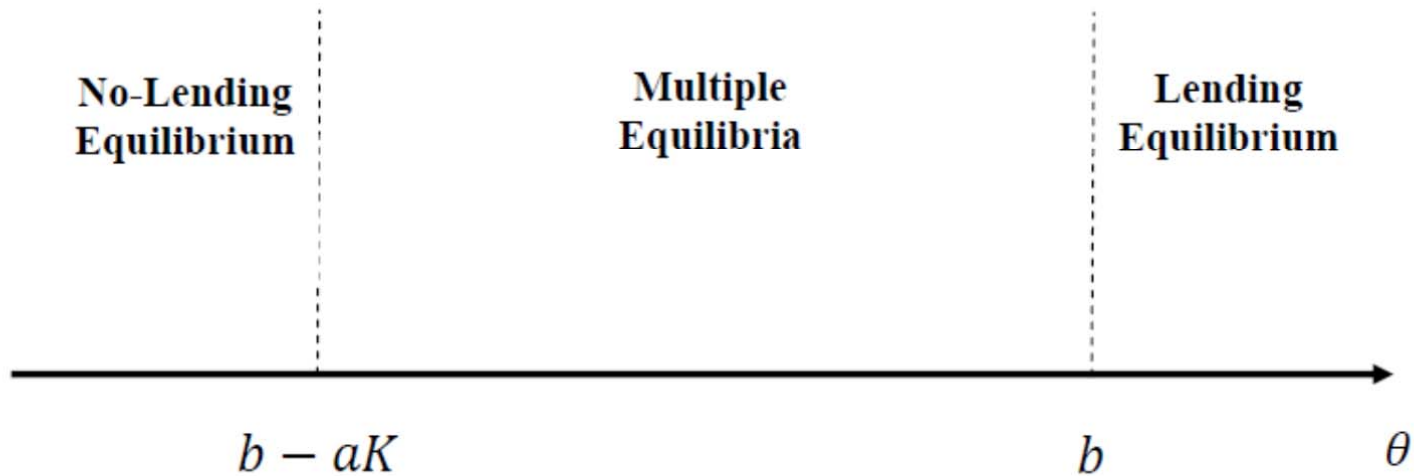 No-Lending
Equilibrium
Multiple
Equilibria
Lending
Equilibrium
b − aK
b
θ